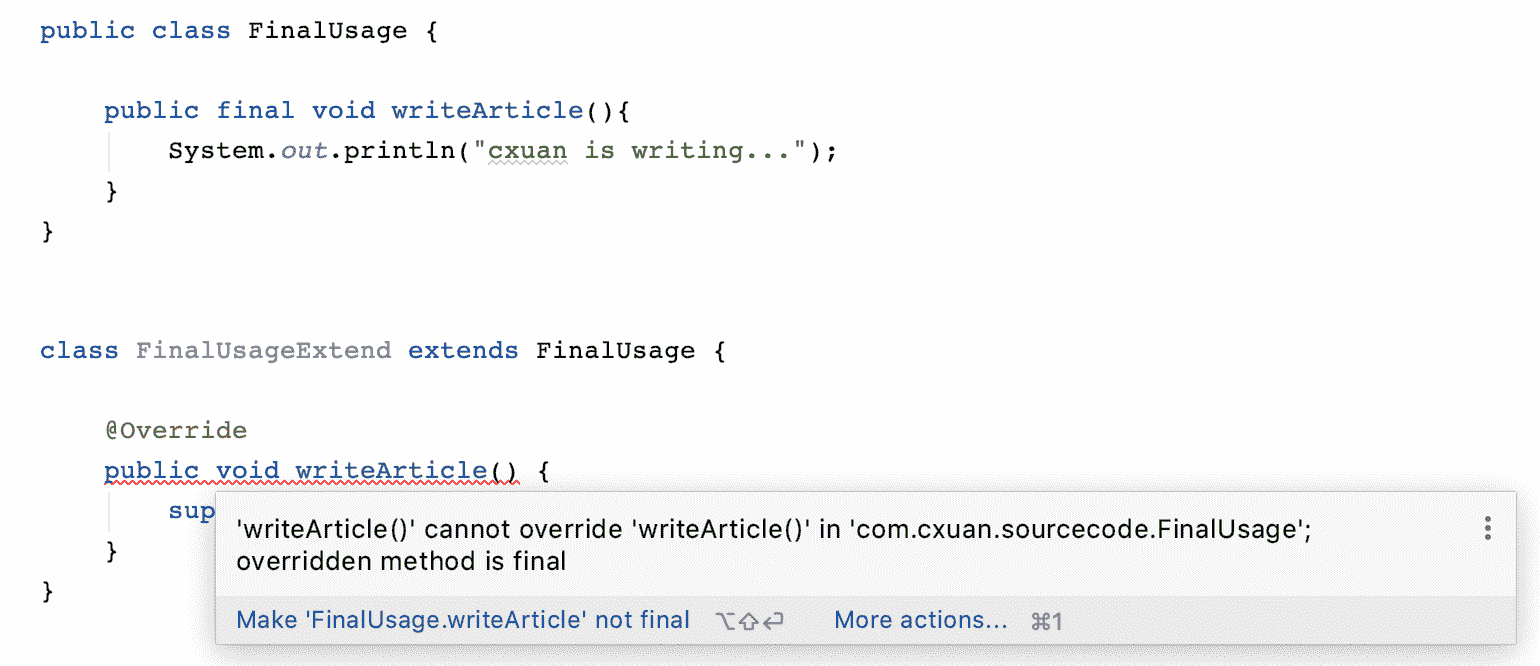 public class FinalUsage {
public final void writeArticle(){
System.out.println("cxuan is writing...");
}
}
class FinalUsageExtend extends FinalUsage {
@Override
public void writeArticle() {
sup
}
}
'writeArticle()' cannot override 'writeArticle()' in 'com.cxuan.sourcecode.FinalUsage';
overridden method is final
Make 'FinalUsage.writeArticle' not final ⌥⇧⏎ More actions... ⌘1